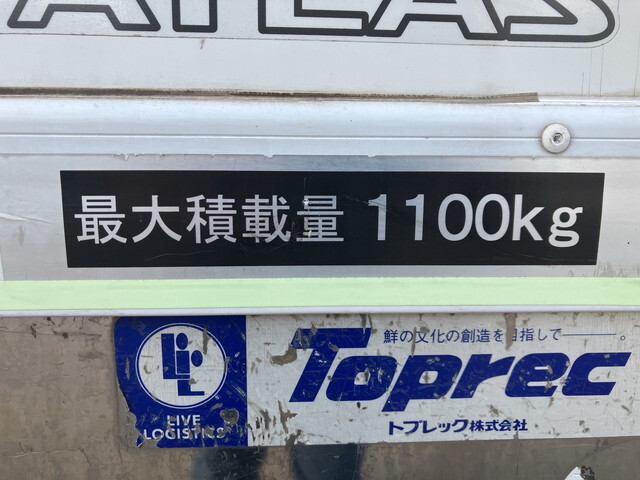 ATLAS
最大積載量 1100kg
鮮の文化の創造を目指して――。
Toprec
LIVE
LOGISTICS
トプレック株式会社